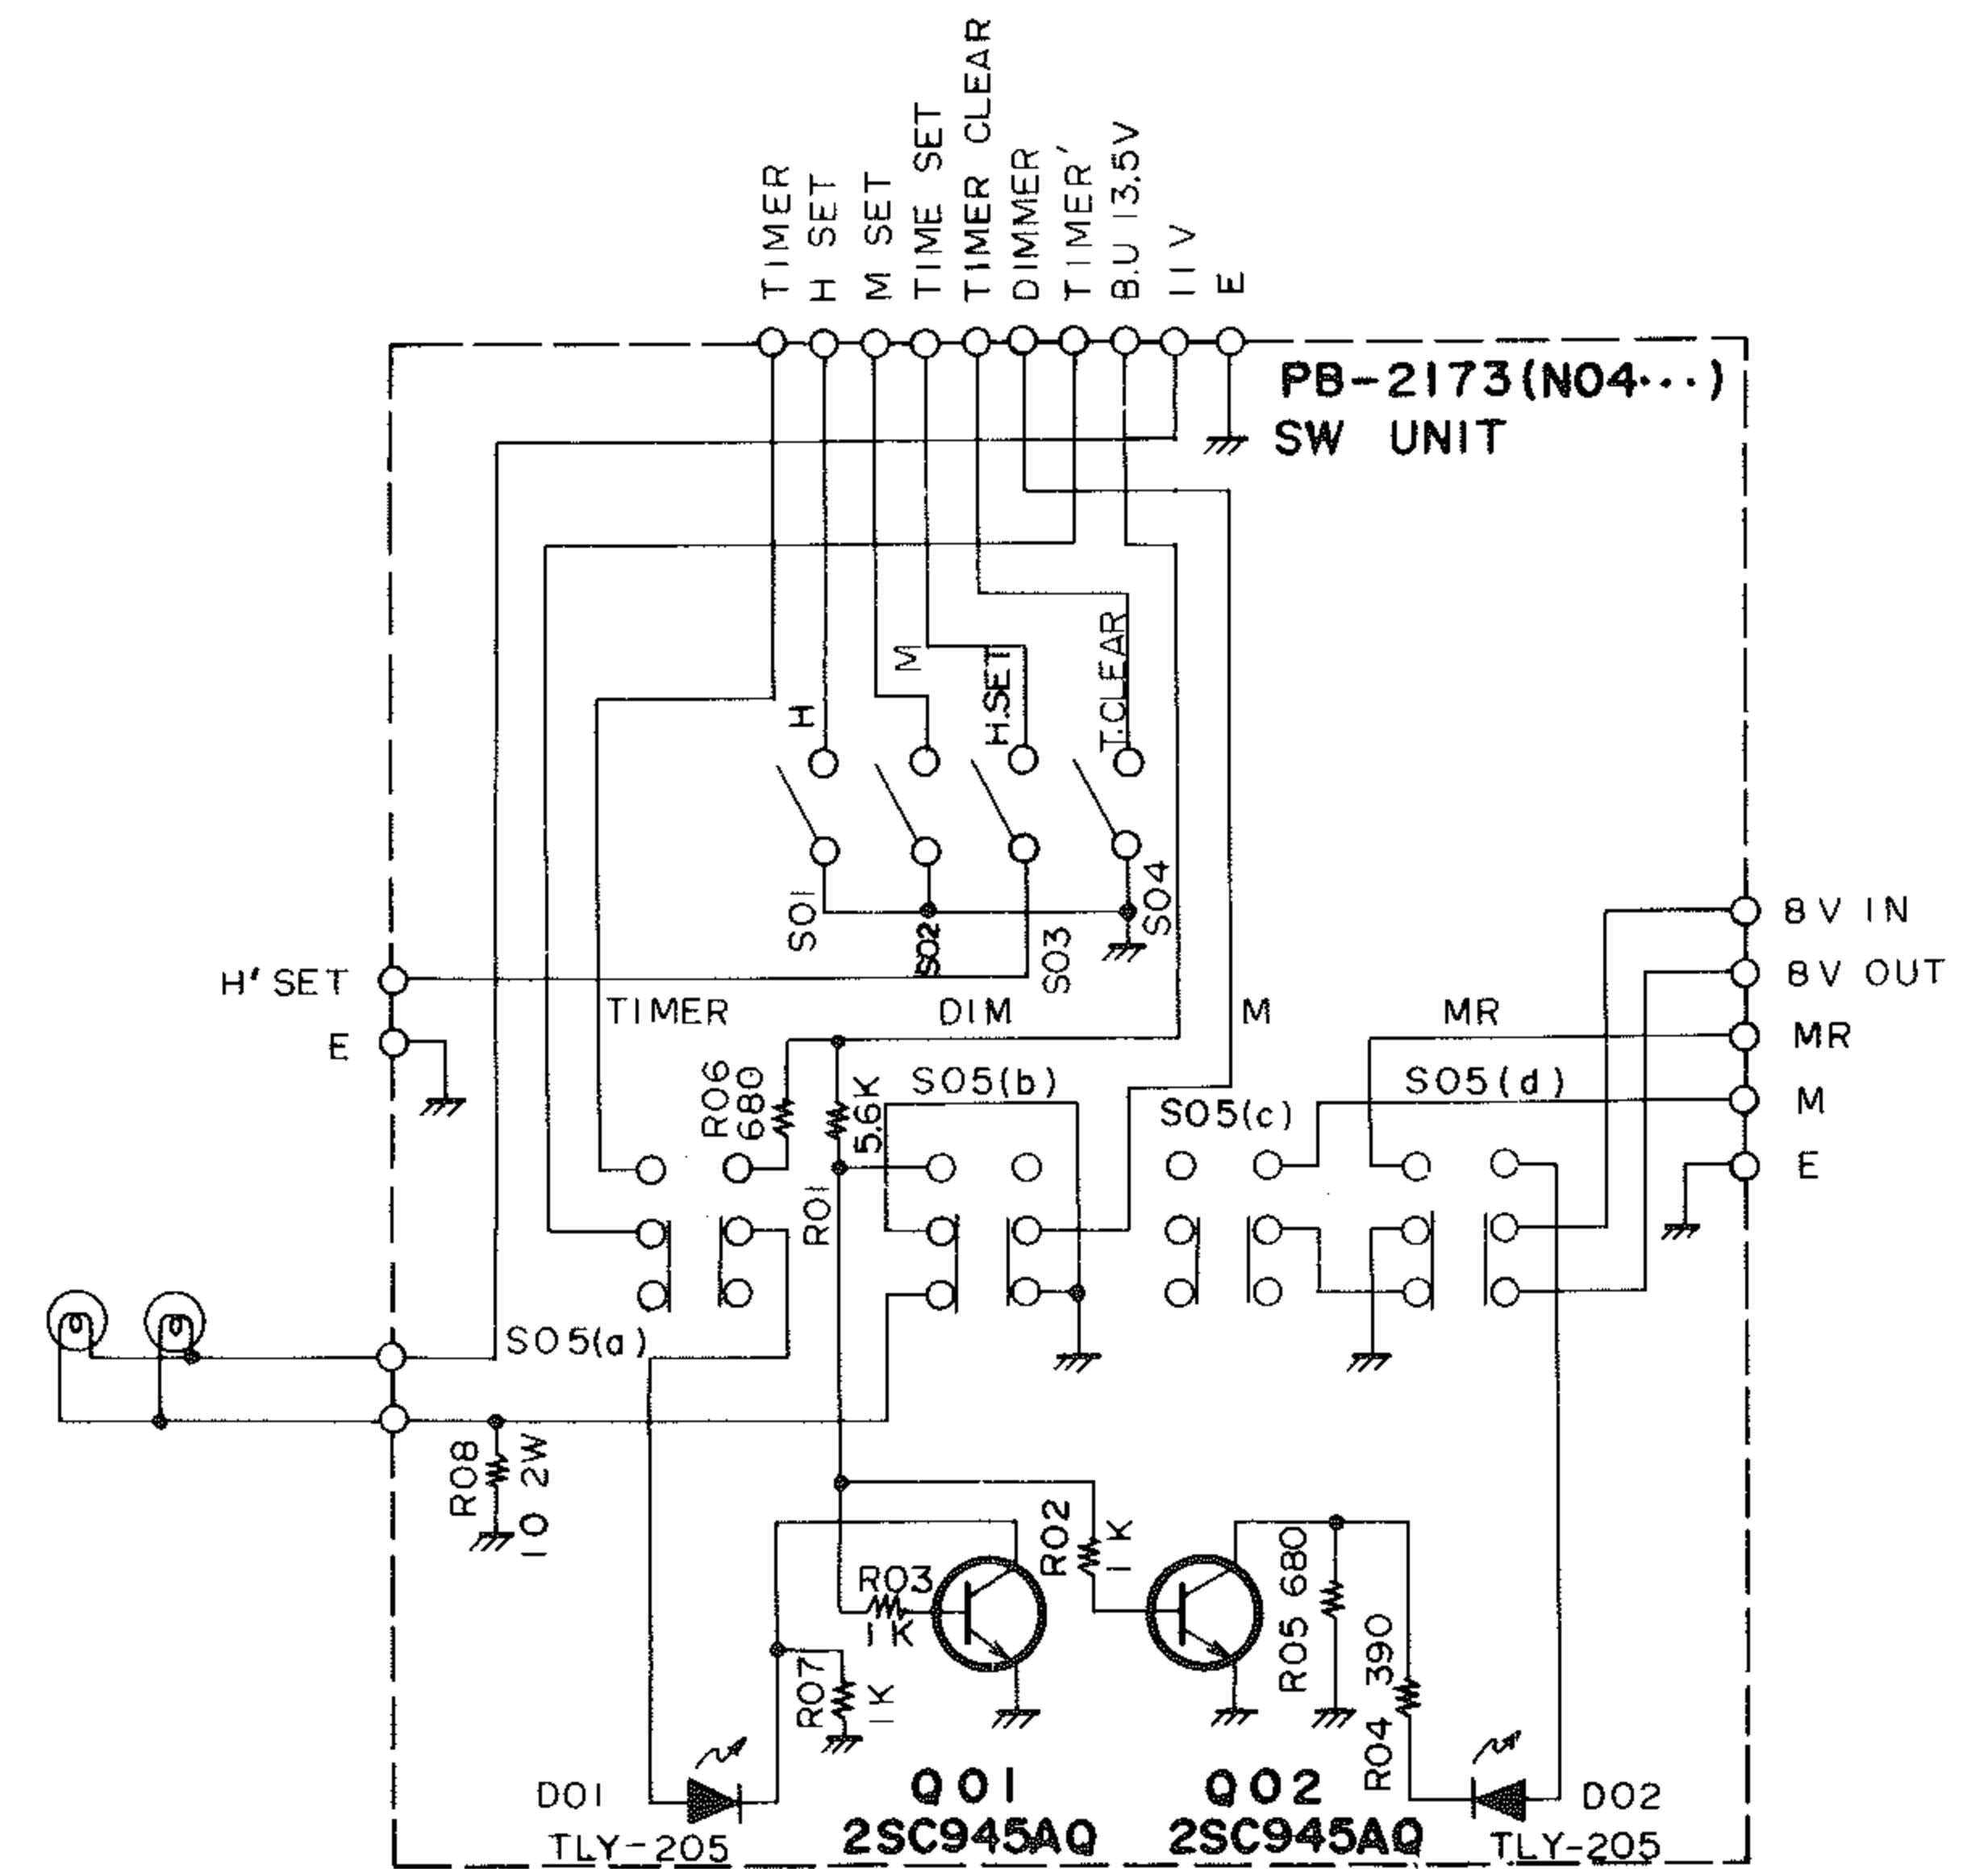 TIMER
H SET
M SET
TIME SET
TIMER CLEAR
DIMMER
TIMER'
B.U 13.5V
11V
E
PB-2173(N04···)
SW UNIT
H
M
H.SET
T.CLEAR
S01
S02
S03
S04
8V IN
8V OUT
MR
M
E
H'SET
E
TIMER
DIM
M
MR
R06
680
5.6K
R01
S05(b)
S05(c)
S05(d)
S05(a)
R08
10 2W
R03
1K
R02
1K
R05 680
R04 390
R07
1K
D01
TLY-205
Q01
2SC945AQ
Q02
2SC945AQ
D02
TLY-205